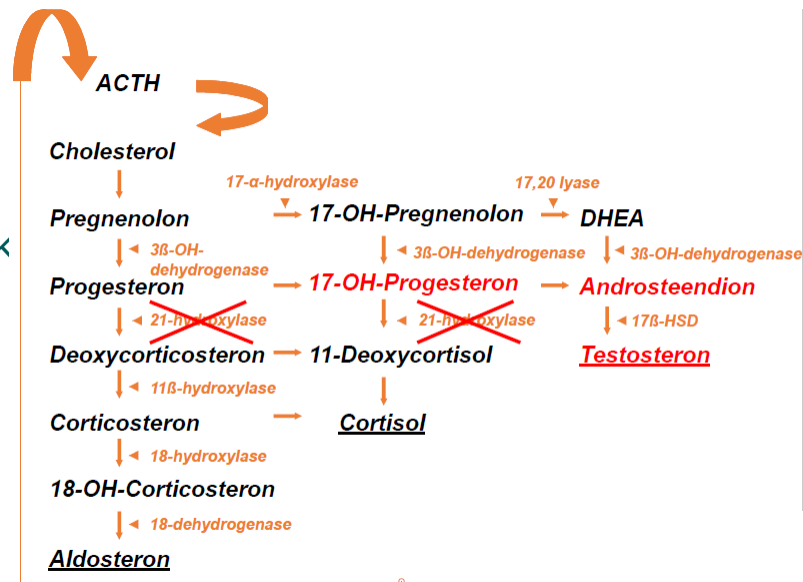 ACTH
Cholesterol
17-α-hydroxylase
17,20 lyase
Pregnenolon
17-OH-Pregnenolon
DHEA
3ß-OH-
dehydrogenase
3ß-OH-dehydrogenase
3ß-OH-dehydrogenase
Progesteron
17-OH-Progesteron
Androsteendion
21-hydroxylase
21-hydroxylase
17ß-HSD
Deoxycorticosteron
11-Deoxycortisol
Testosteron
11ß-hydroxylase
Corticosteron
Cortisol
18-hydroxylase
18-OH-Corticosteron
18-dehydrogenase
Aldosteron